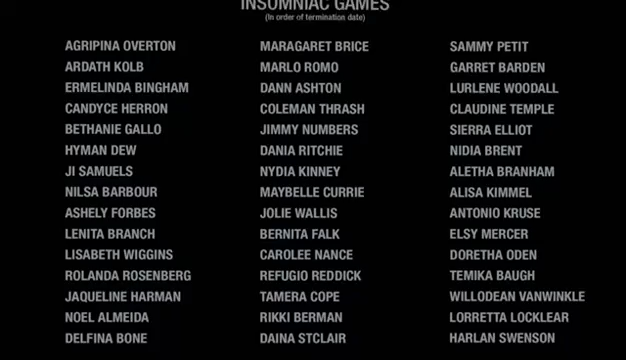 INSOMNIAC GAMES
(In order of termination date)
AGRIPINA OVERTON
ARDATH KOLB
ERMELINDA BINGHAM
CANDYCE HERRON
BETHANIE GALLO
HYMAN DEW
JI SAMUELS
NILSA BARBOUR
ASHELY FORBES
LENITA BRANCH
LISABETH WIGGINS
ROLANDA ROSENBERG
JAQUELINE HARMAN
NOEL ALMEIDA
DELFINA BONE
MARAGARET BRICE
MARLO ROMO
DANN ASHTON
COLEMAN THRASH
JIMMY NUMBERS
DANIA RITCHIE
NYDIA KINNEY
MAYBELLE CURRIE
JOLIE WALLIS
BERNITA FALK
CAROLEE NANCE
REFUGIO REDDICK
TAMERA COPE
RIKKI BERMAN
DAINA STCLAIR
SAMMY PETIT
GARRET BARDEN
LURLENE WOODALL
CLAUDINE TEMPLE
SIERRA ELLIOT
NIDIA BRENT
ALETHA BRANHAM
ALISA KIMMEL
ANTONIO KRUSE
ELSY MERCER
DORETHA ODEN
TEMIKA BAUGH
WILLODEAN VANWINKLE
LORRETTA LOCKLEAR
HARLAN SWENSON